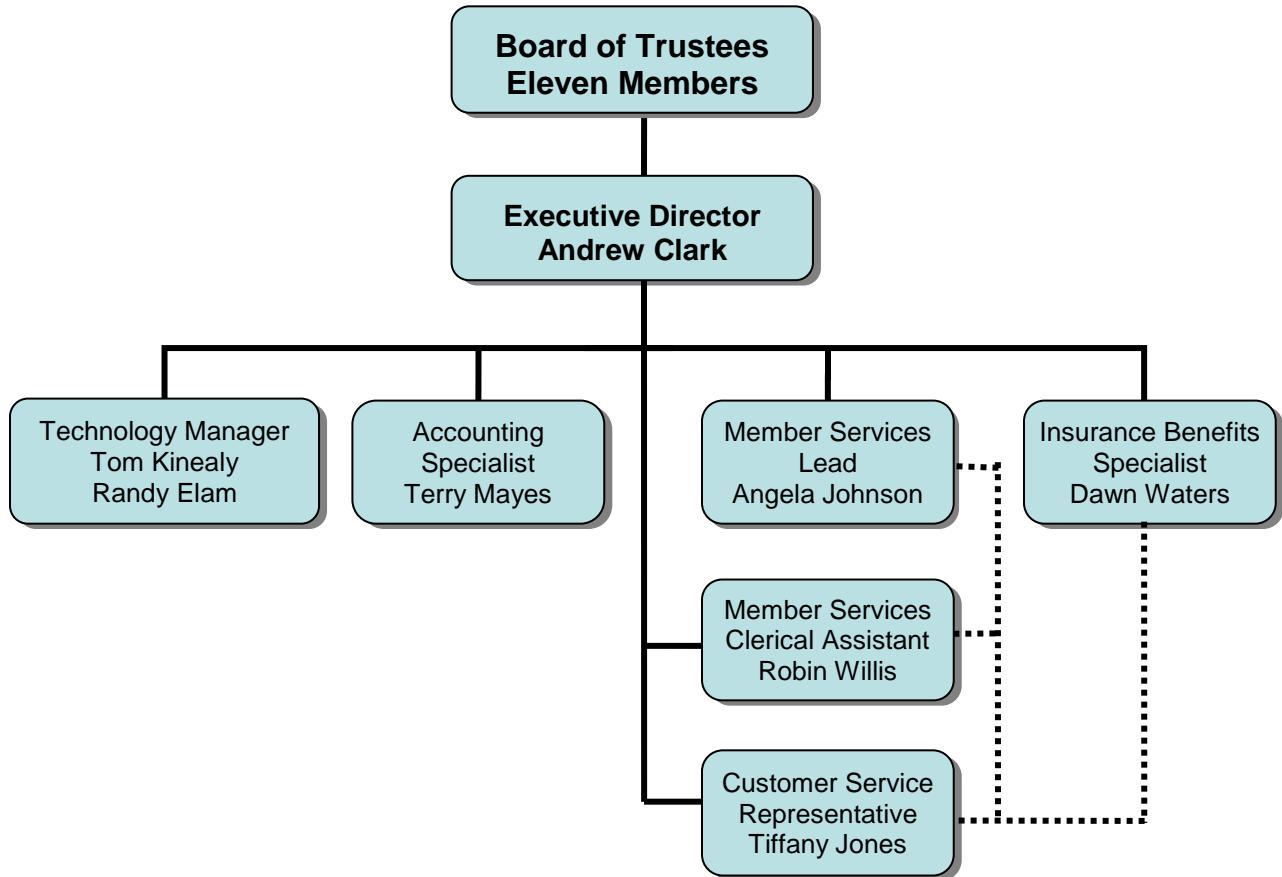 Board of Trustees
Eleven Members
Executive Director
Andrew Clark
Technology Manager
Tom Kinealy
Randy Elam
Accounting
Specialist
Terry Mayes
Member Services
Lead
Angela Johnson
Insurance Benefits
Specialist
Dawn Waters
Member Services
Clerical Assistant
Robin Willis
Customer Service
Representative
Tiffany Jones